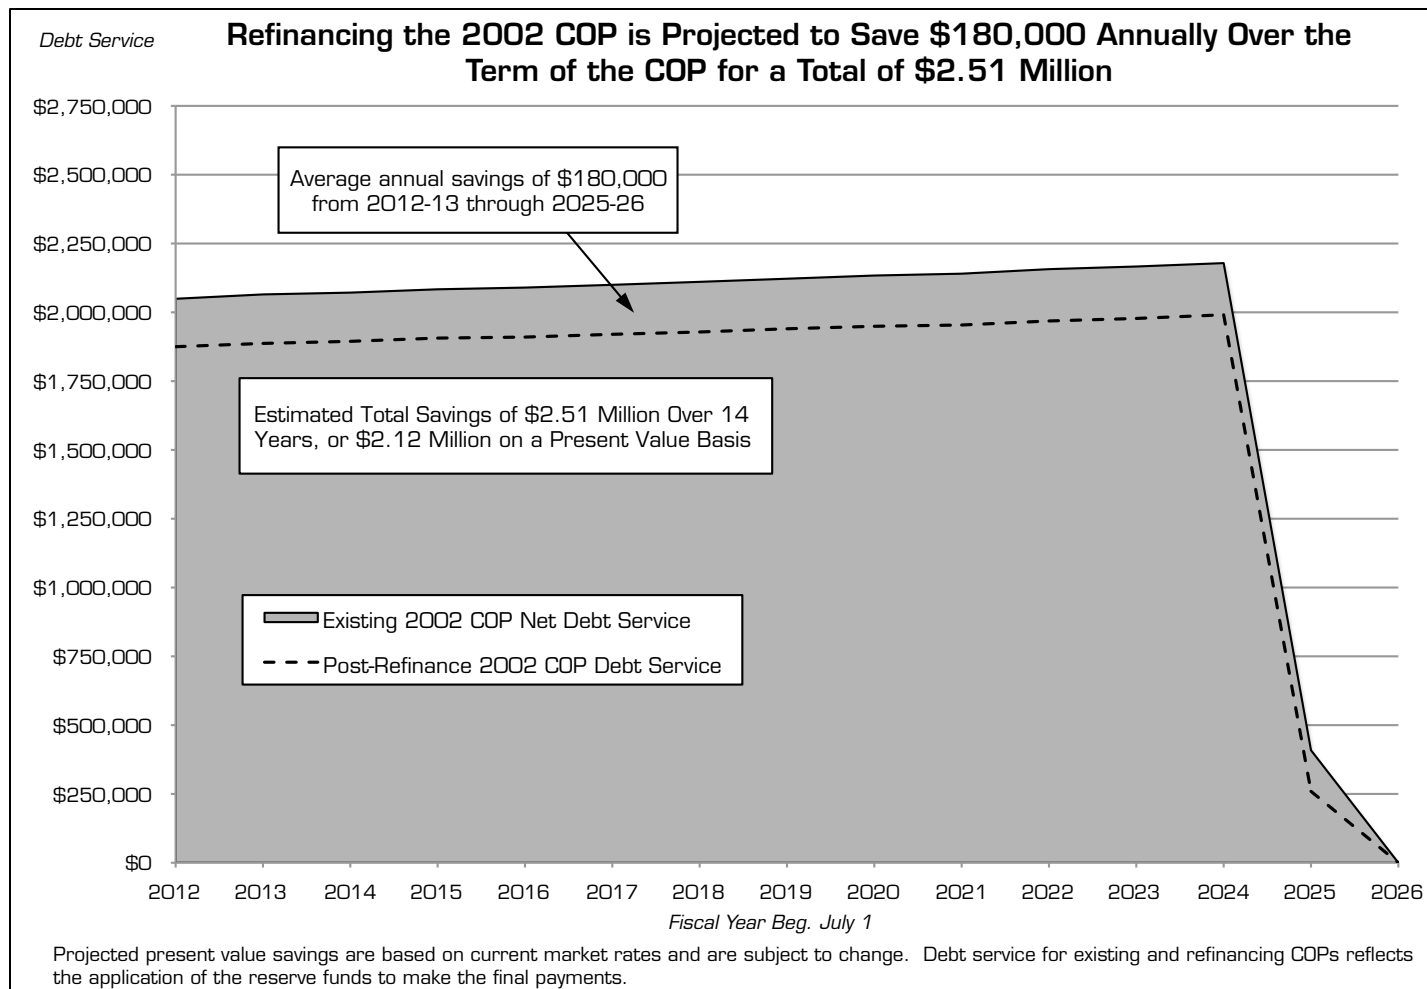 Debt Service
Refinancing the 2002 COP is Projected to Save $180,000 Annually Over the
Term of the COP for a Total of $2.51 Million
$2,750,000
$2,500,000
$2,250,000
$2,000,000
$1,750,000
$1,500,000
$1,250,000
$1,000,000
$750,000
$500,000
$250,000
$0
Average annual savings of $180,000
from 2012-13 through 2025-26
Estimated Total Savings of $2.51 Million Over 14
Years, or $2.12 Million on a Present Value Basis
Existing 2002 COP Net Debt Service
Post-Refinance 2002 COP Debt Service
2012 2013 2014 2015 2016 2017 2018 2019 2020 2021 2022 2023 2024 2025 2026
Fiscal Year Beg. July 1
Projected present value savings are based on current market rates and are subject to change.  Debt service for existing and refinancing COPs reflects
the application of the reserve funds to make the final payments.